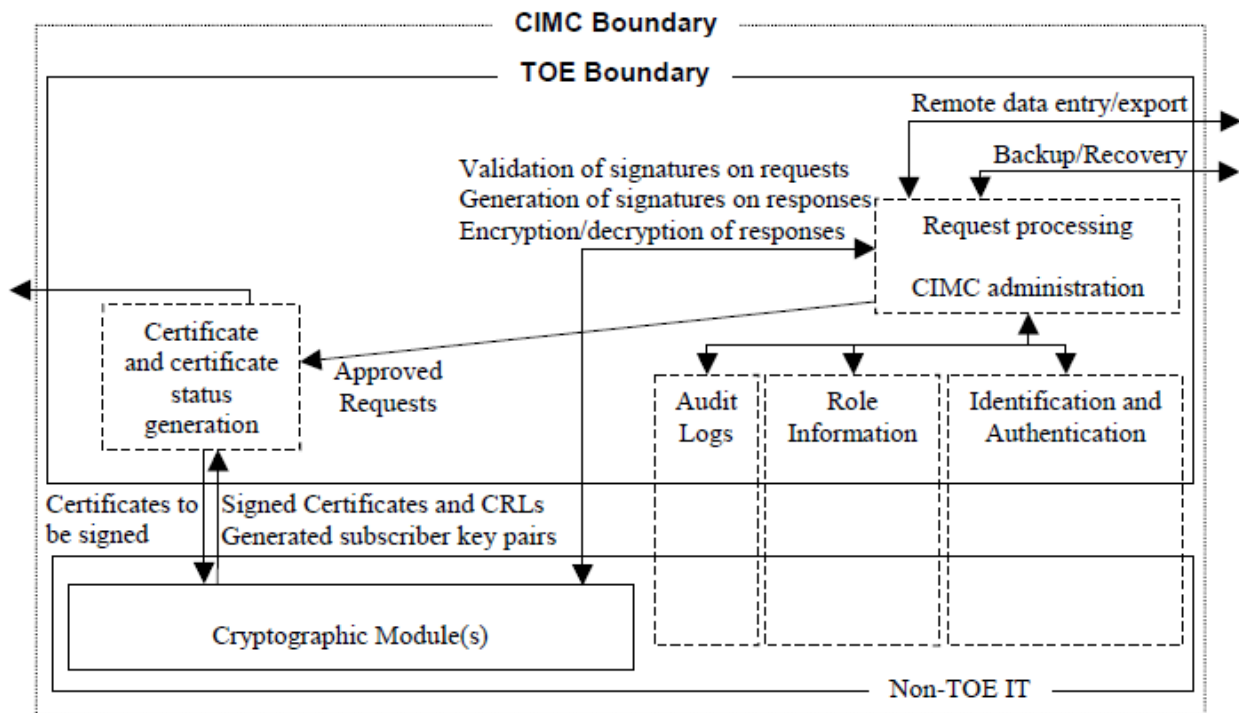 CIMC Boundary
TOE Boundary
Remote data entry/export
Backup/Recovery
Validation of signatures on requests
Generation of signatures on responses
Encryption/decryption of responses
Request processing
CIMC administration
Certificate
and certificate
status
generation
Approved
Requests
Audit
Logs
Role
Information
Identification and
Authentication
Certificates to
be signed
Signed Certificates and CRLs
Generated subscriber key pairs
Cryptographic Module(s)
Non-TOE IT